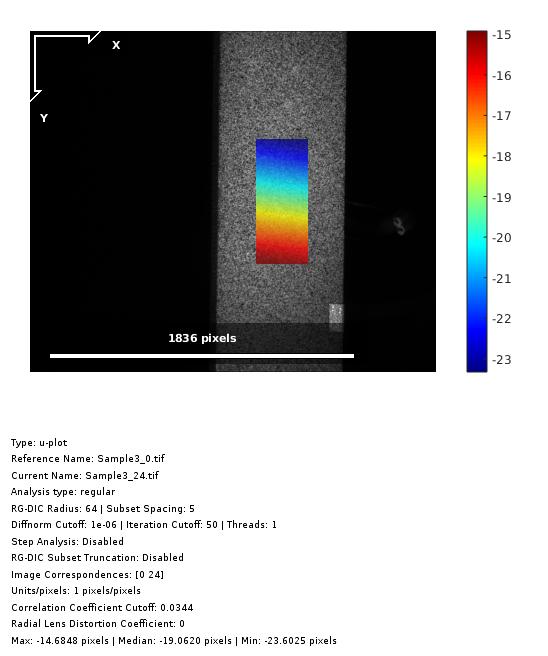 X
Y
1836 pixels
-15
-16
-17
-18
-19
-20
-21
-22
-23
Type: u-plot
Reference Name: Sample3_0.tif
Current Name: Sample3_24.tif
Analysis type: regular
RG-DIC Radius: 64 | Subset Spacing: 5
Diffnorm Cutoff: 1e-06 | Iteration Cutoff: 50 | Threads: 1
Step Analysis: Disabled
RG-DIC Subset Truncation: Disabled
Image Correspondences: [0 24]
Units/pixels: 1 pixels/pixels
Correlation Coefficient Cutoff: 0.0344
Radial Lens Distortion Coefficient: 0
Max: -14.6848 pixels | Median: -19.0620 pixels | Min: -23.6025 pixels